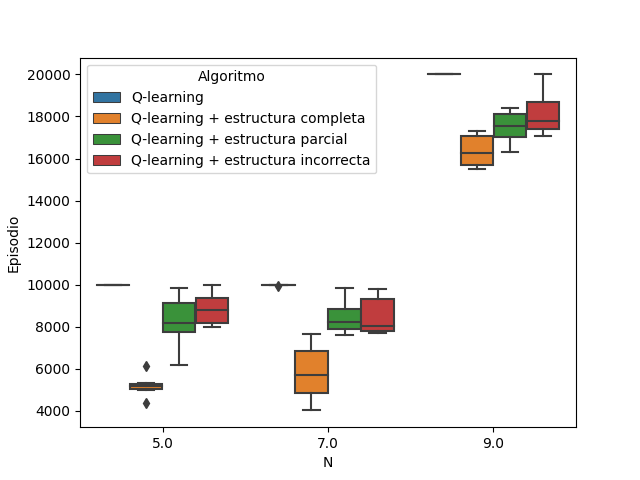 Algoritmo
Q-learning
Q-learning + estructura completa
Q-learning + estructura parcial
Q-learning + estructura incorrecta
Episodio
20000
18000
16000
14000
12000
10000
8000
6000
4000
5.0 7.0 9.0
N